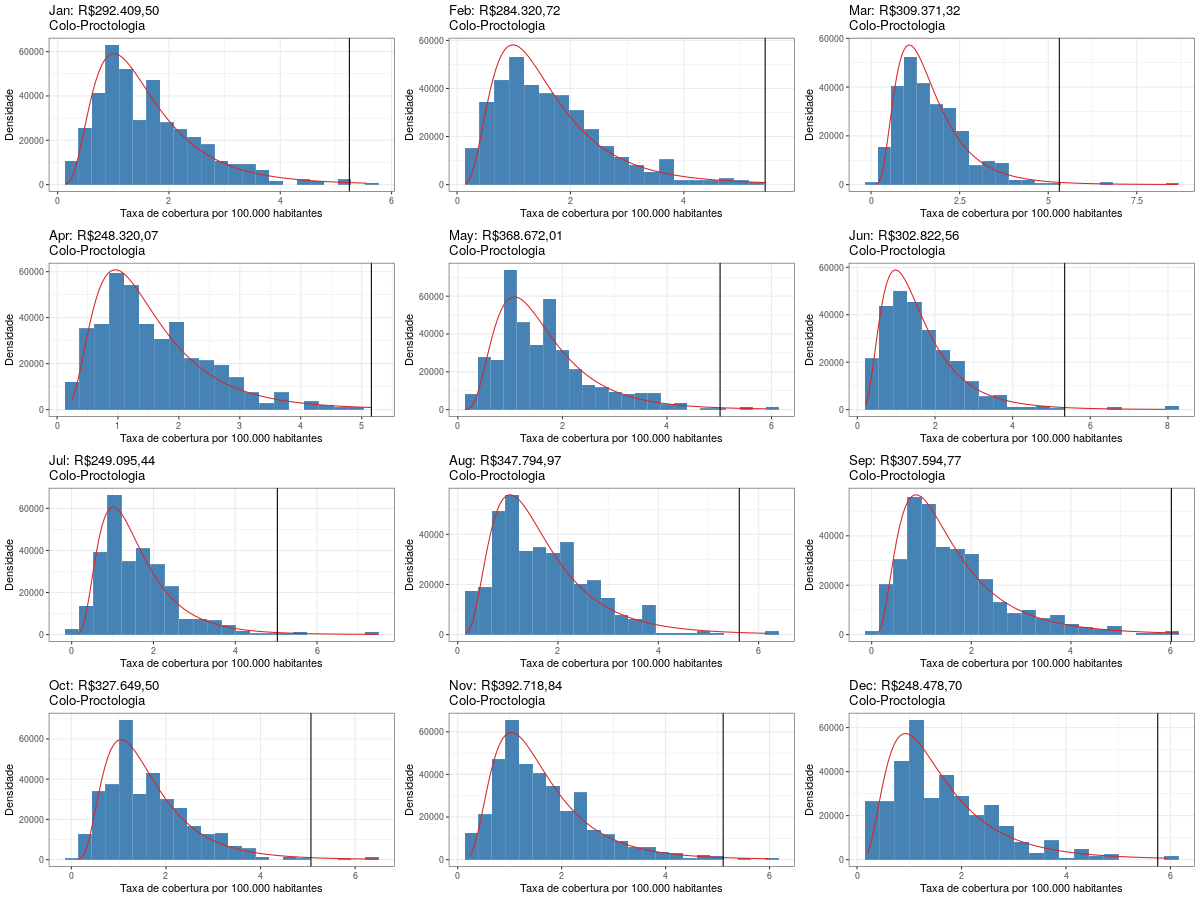 Jan: R$292.409,50
Colo-Proctologia
Densidade
60000
40000
20000
0
0
2
4
6
Taxa de cobertura por 100.000 habitantes
Feb: R$284.320,72
Colo-Proctologia
Densidade
60000
40000
20000
0
0
2
4
Taxa de cobertura por 100.000 habitantes
Mar: R$309.371,32
Colo-Proctologia
Densidade
60000
40000
20000
0
0
2.5
5
7.5
Taxa de cobertura por 100.000 habitantes
Apr: R$248.320,07
Colo-Proctologia
Densidade
60000
40000
20000
0
0
1
2
3
4
5
Taxa de cobertura por 100.000 habitantes
May: R$368.672,01
Colo-Proctologia
Densidade
60000
40000
20000
0
0
2
4
6
Taxa de cobertura por 100.000 habitantes
Jun: R$302.822,56
Colo-Proctologia
Densidade
60000
40000
20000
0
0
2
4
6
8
Taxa de cobertura por 100.000 habitantes
Jul: R$249.095,44
Colo-Proctologia
Densidade
60000
40000
20000
0
0
2
4
6
Taxa de cobertura por 100.000 habitantes
Aug: R$347.794,97
Colo-Proctologia
Densidade
40000
20000
0
0
2
4
6
Taxa de cobertura por 100.000 habitantes
Sep: R$307.594,77
Colo-Proctologia
Densidade
40000
20000
0
0
2
4
6
Taxa de cobertura por 100.000 habitantes
Oct: R$327.649,50
Colo-Proctologia
Densidade
60000
40000
20000
0
0
2
4
6
Taxa de cobertura por 100.000 habitantes
Nov: R$392.718,84
Colo-Proctologia
Densidade
60000
40000
20000
0
0
2
4
6
Taxa de cobertura por 100.000 habitantes
Dec: R$248.478,70
Colo-Proctologia
Densidade
60000
40000
20000
0
0
2
4
6
Taxa de cobertura por 100.000 habitantes